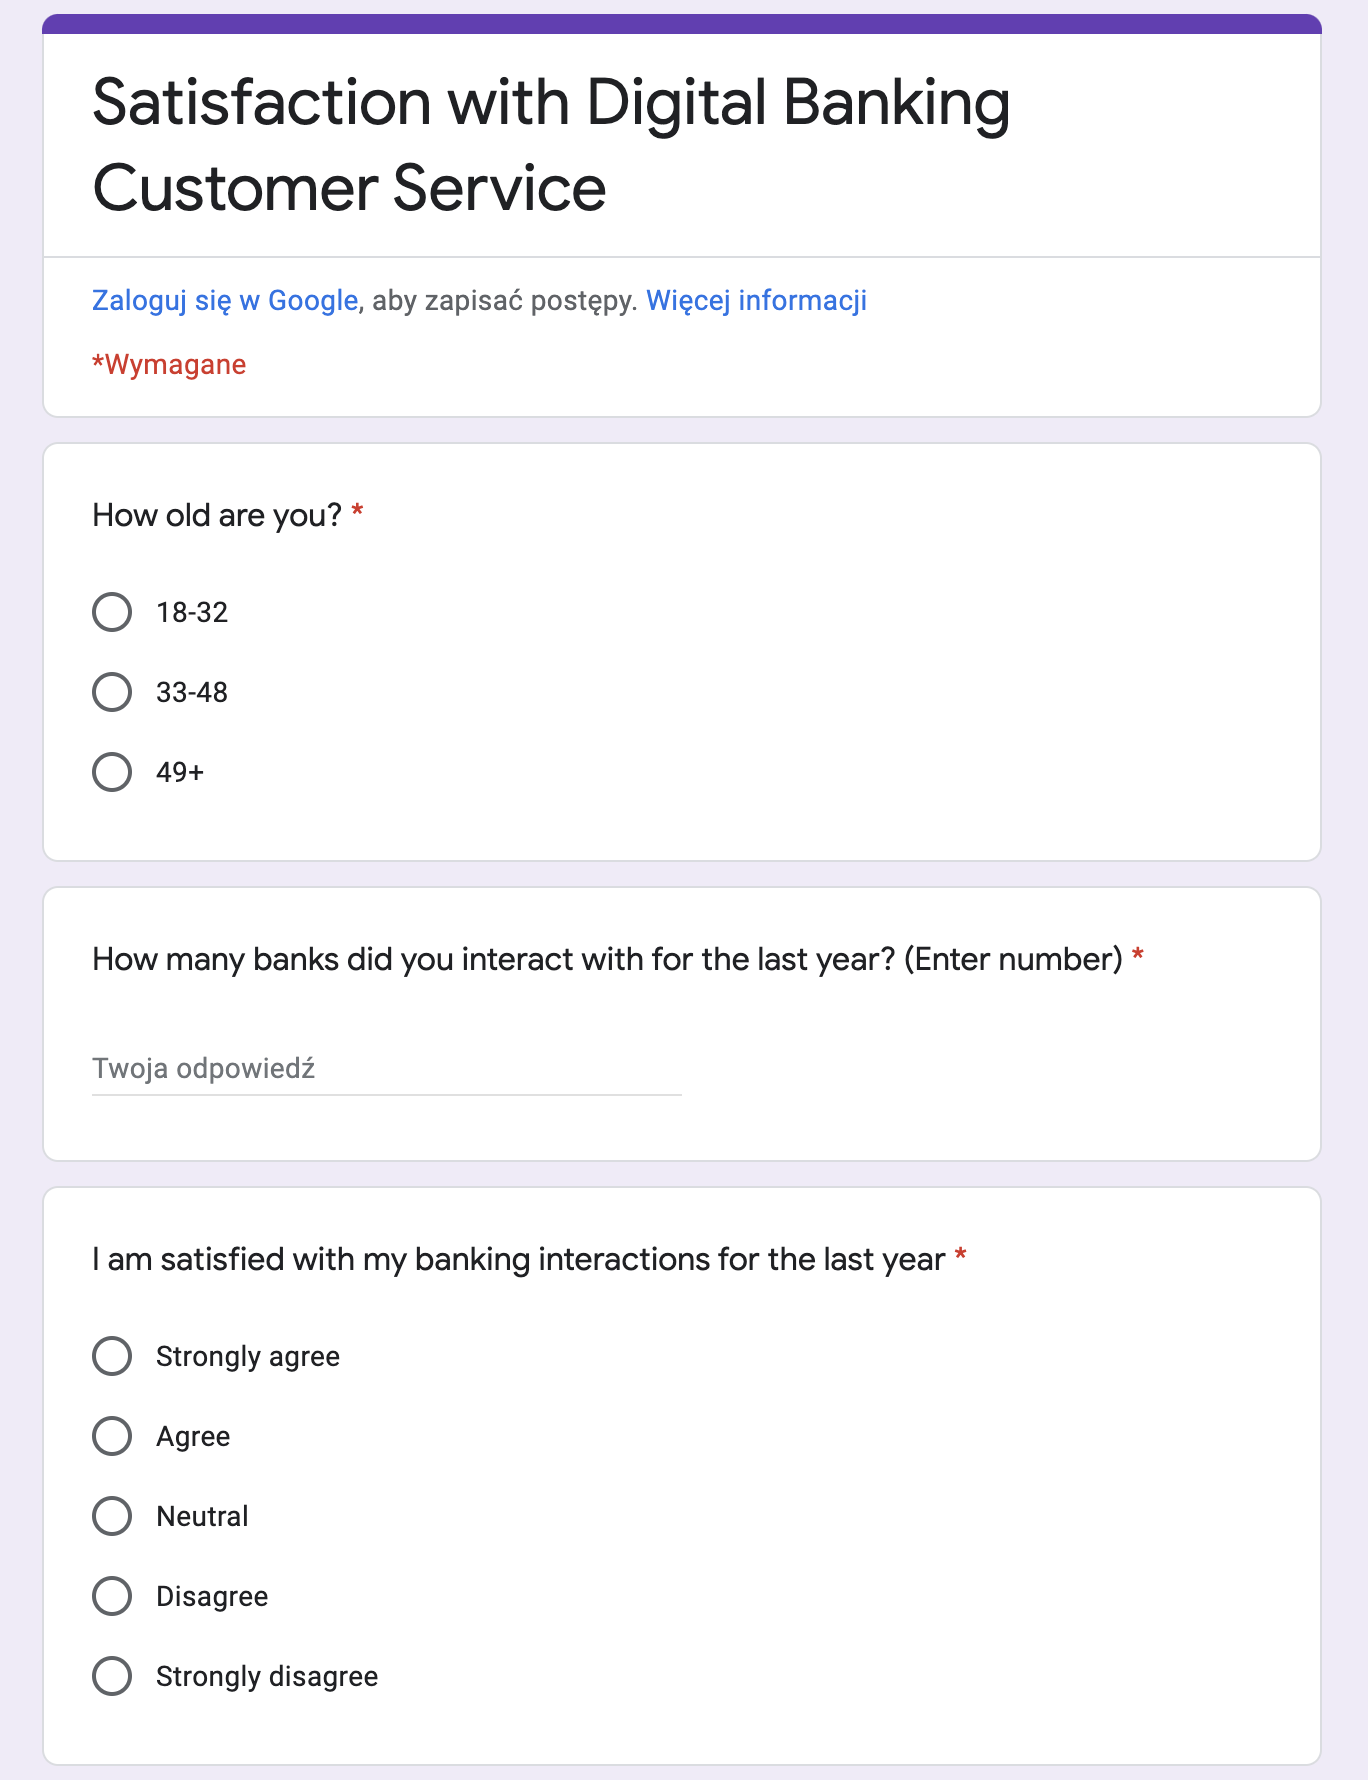 Satisfaction with Digital Banking
Customer Service
Zaloguj się w Google, aby zapisać postępy. Więcej informacji
*Wymagane
How old are you? *
18-32
33-48
49+
How many banks did you interact with for the last year? (Enter number) *
Twoja odpowiedź
I am satisfied with my banking interactions for the last year *
Strongly agree
Agree
Neutral
Disagree
Strongly disagree